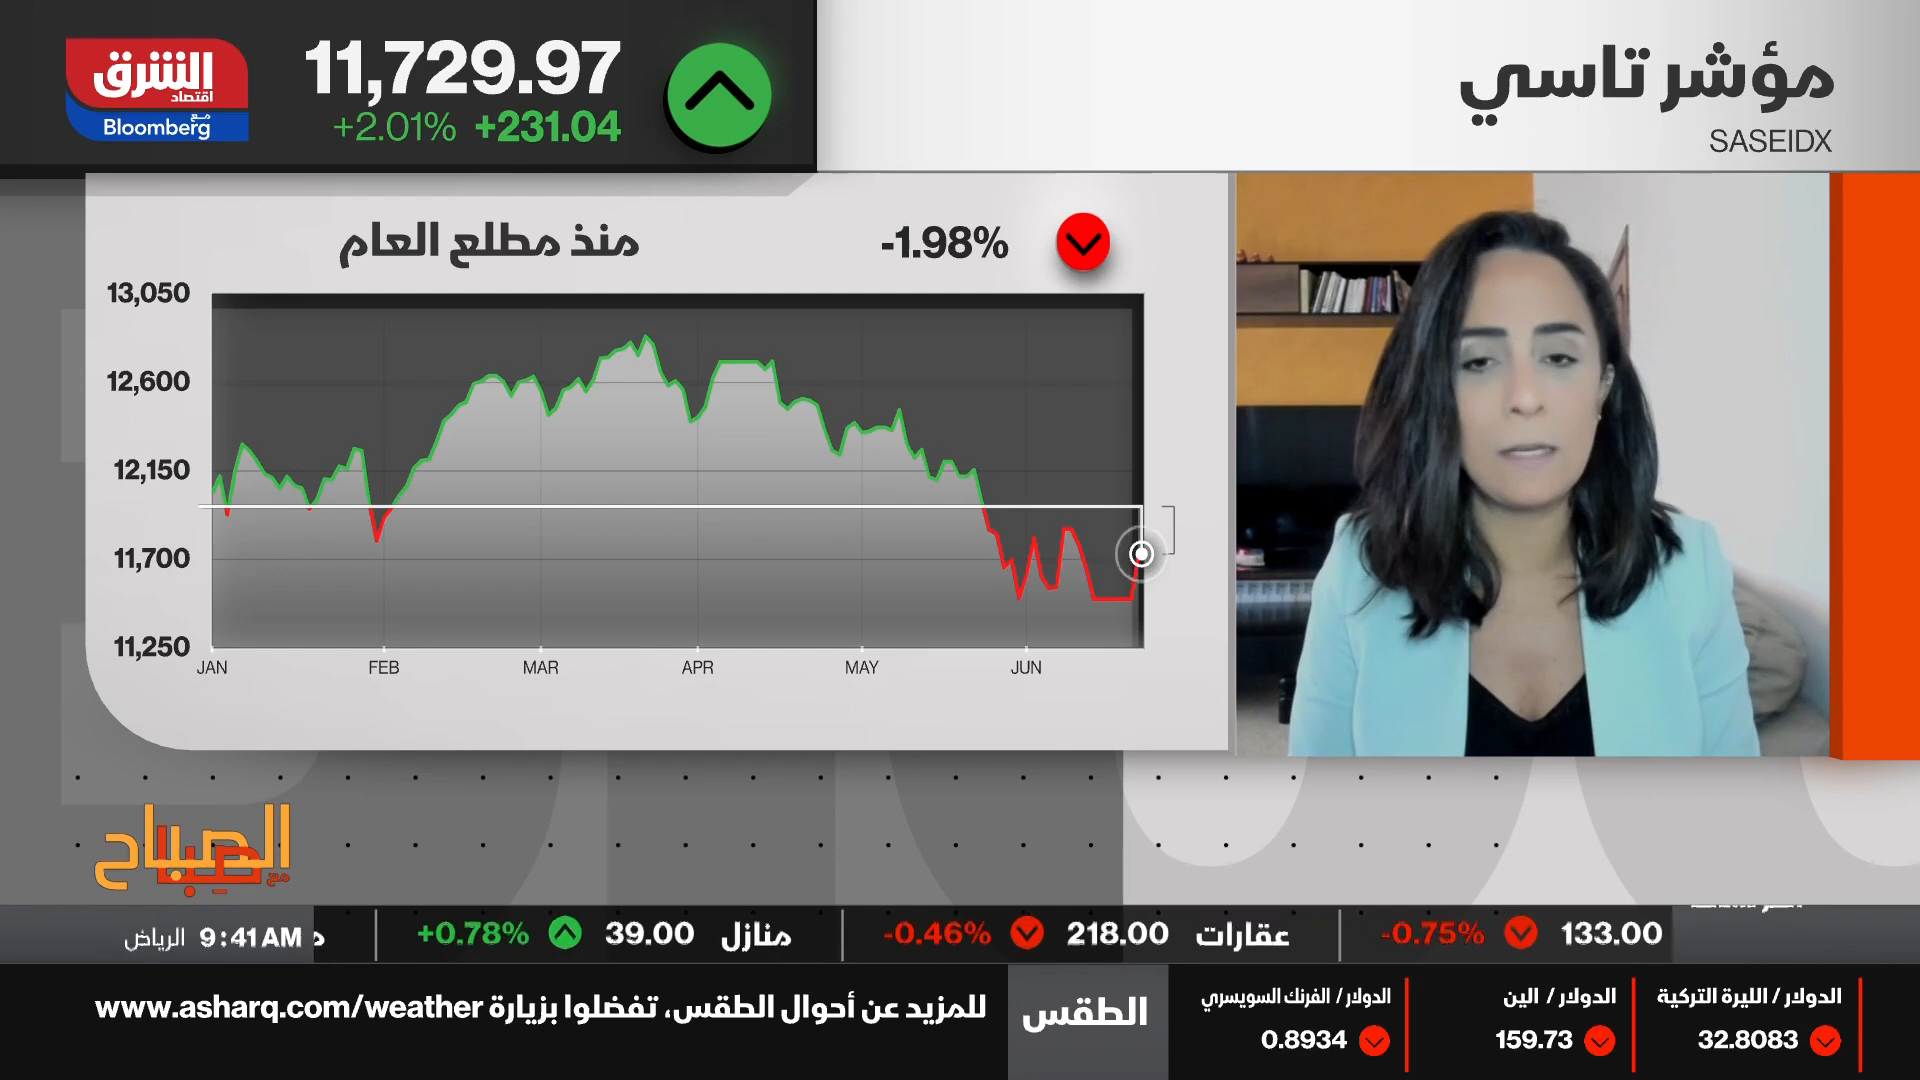 الشرق
اقتصاد
مع
Bloomberg
11,729.97
+2.01% +231.04
مؤشر تاسي
SASEIDX
منذ مطلع العام
-1.98%
13,050
12,600
12,150
11,700
11,250
JAN FEB MAR APR MAY JUN
الصباح
مع صبا
133.00 -0.75%
عقارات 218.00 -0.46%
منازل 39.00 +0.78%
9:41AM الرياض
الدولار / الليرة التركية
32.8083
الدولار / الين
159.73
الدولار / الفرنك السويسري
0.8934
الطقس
للمزيد عن أحوال الطقس، تفضلوا بزيارة www.asharq.com/weather